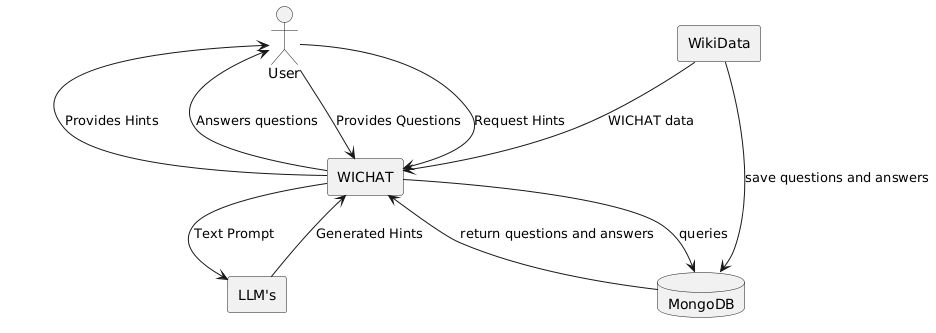 User
WikiData
Provides Hints
Answers questions
Provides Questions
Request Hints
WICHAT data
WICHAT
save questions and answers
Text Prompt
Generated Hints
return questions and answers
queries
LLM's
MongoDB